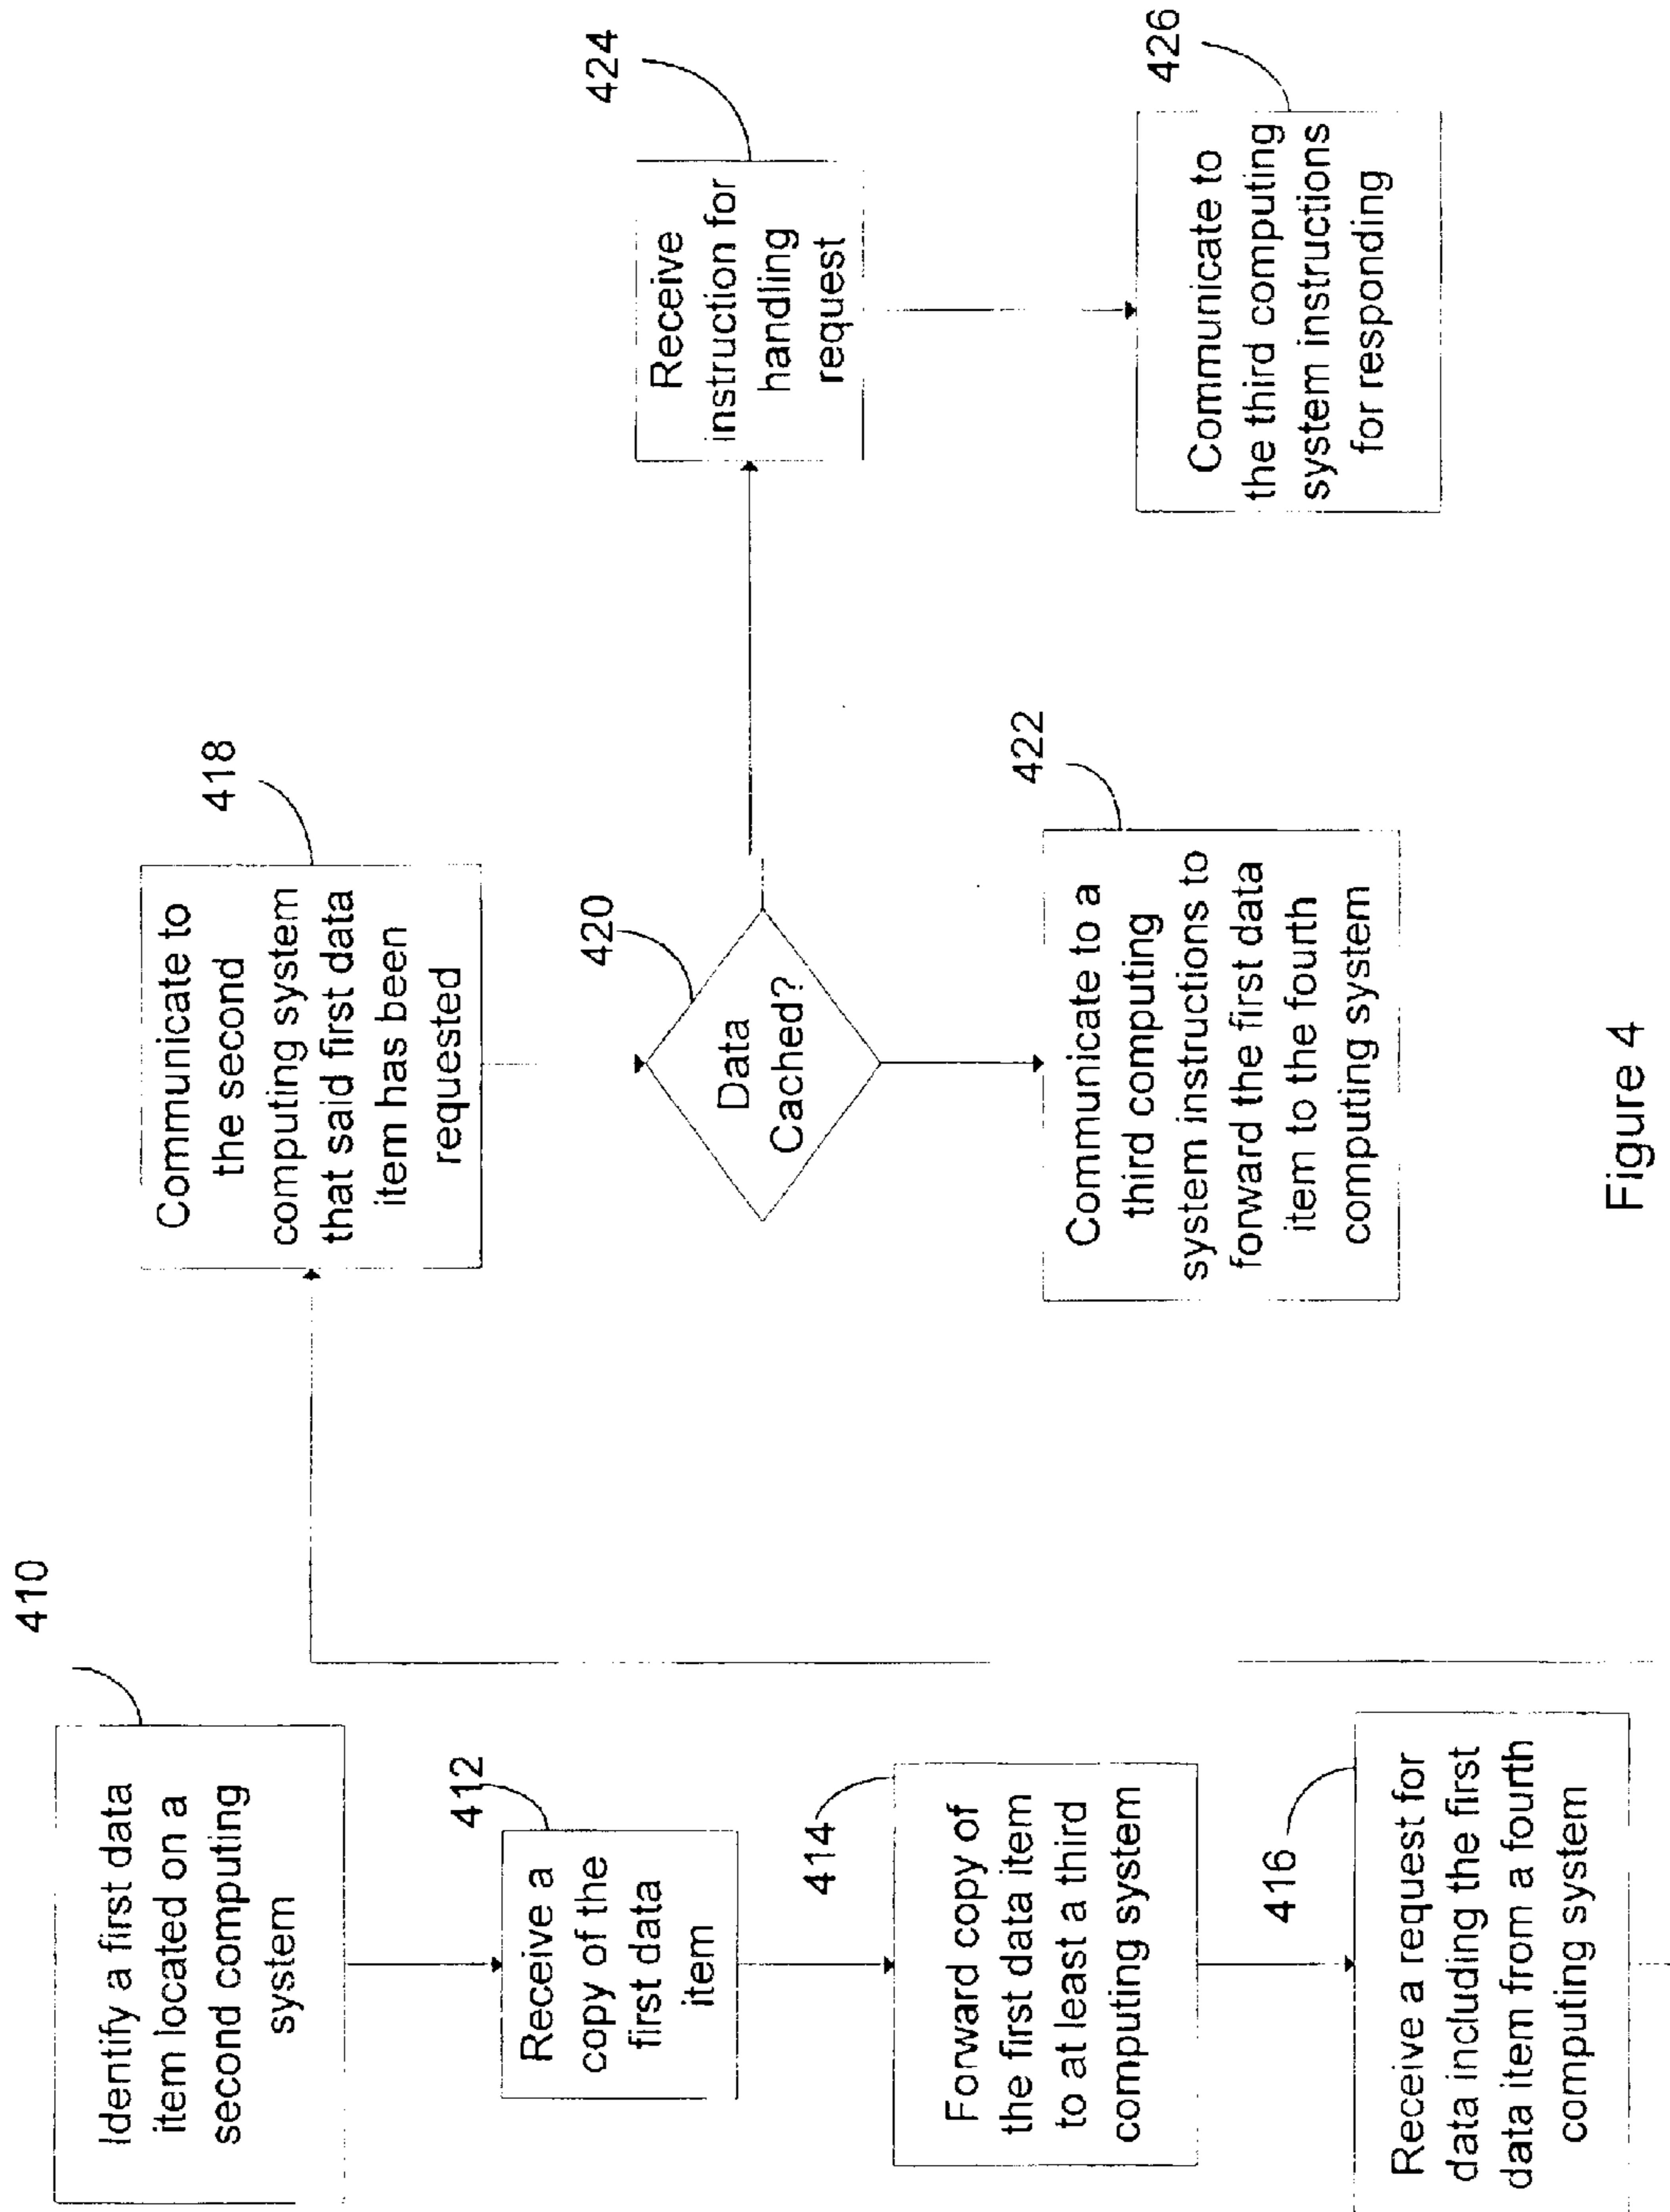 410
Identify a first data
item located on a
second computing
system
412
Receive a
copy of the
first data
item
414
Forward copy of
the first data item
to at least a third
computing system
416
Receive a request for
data including the first
data item from a fourth
computing system
418
Communicate to
the second
computing system
that said first data
item has been
requested
420
Data
Cached?
422
Communicate to a
third computing
system instructions to
forward the first data
item to the fourth
computing system
424
Receive
instruction for
handling
request
426
Communicate to
the third computing
system instructions
for responding
Figure 4